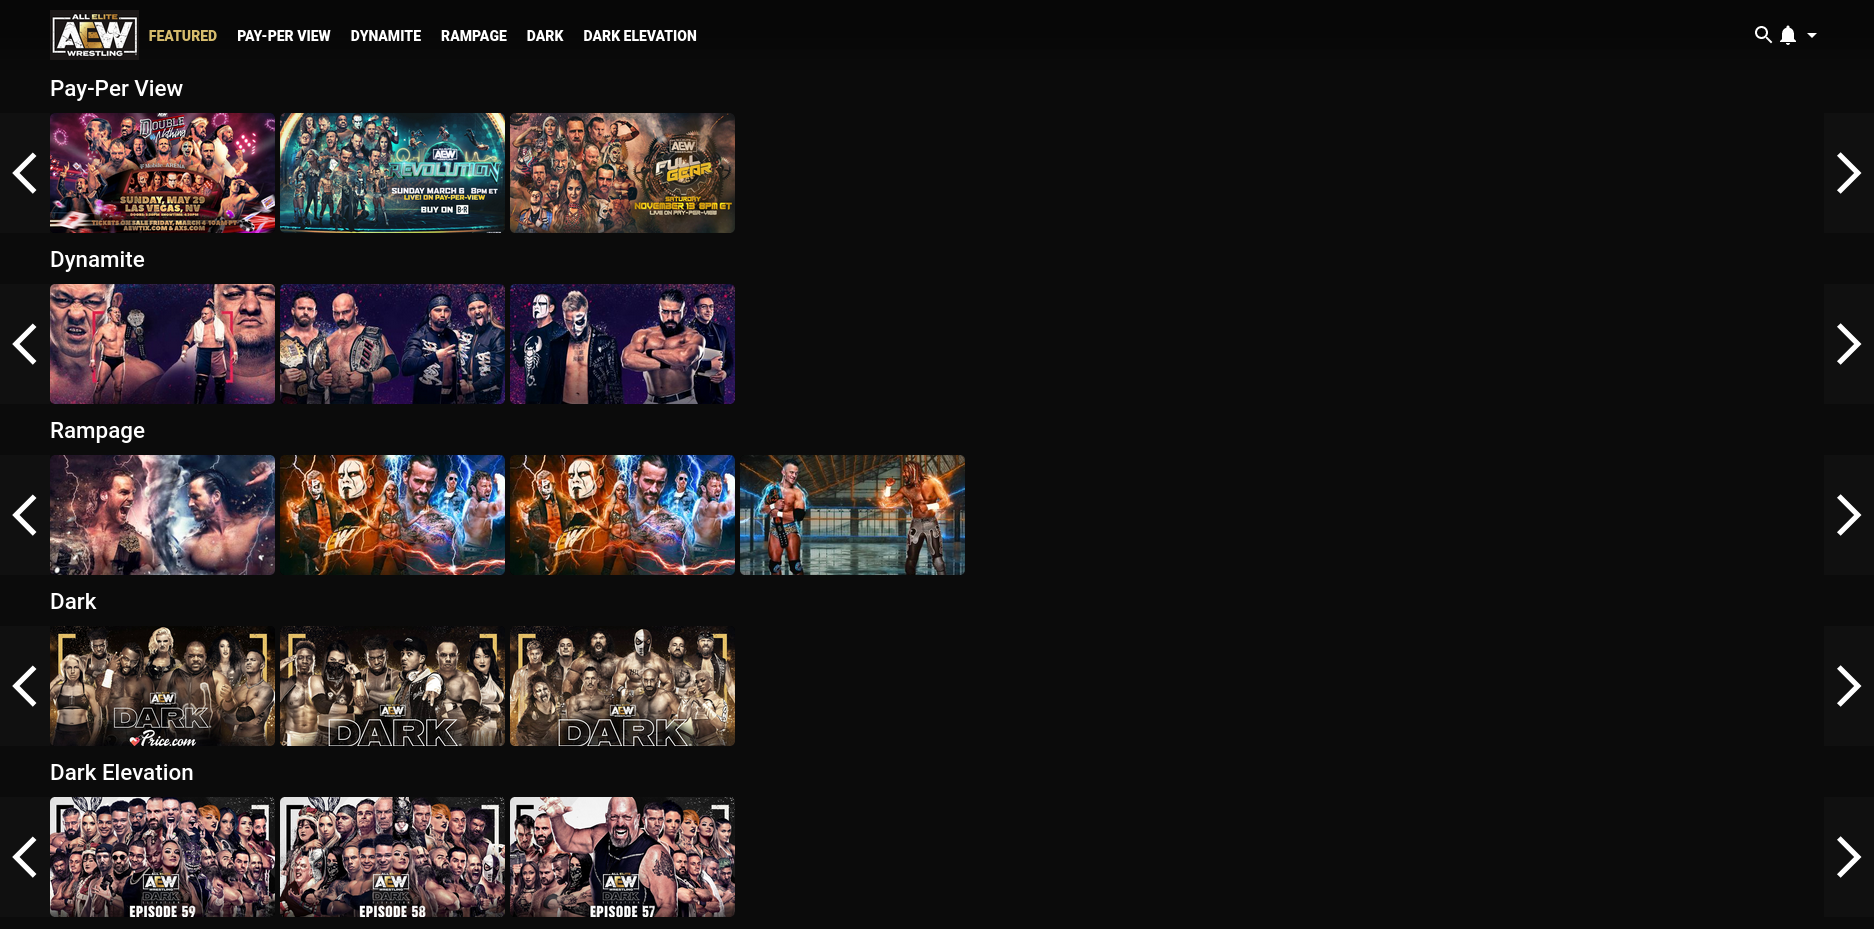 ALL ELITE
AEW
WRESTLING
FEATURED PAY-PER VIEW DYNAMITE RAMPAGE DARK DARK ELEVATION
Pay-Per View
DOUBLE
Nothing
SUNDAY, MAY 29
LAS VEGAS, NV
TICKETS ON SALE FRIDAY, MARCH 4 10AM PT
AEWTIX.COM & AXS.COM
AEW
REVOLUTION
SUNDAY MARCH 6 8PM ET
LIVE! ON PAY-PER-VIEW
BUY ON B/R
AEW
FULL
GEAR
SATURDAY
NOVEMBER 13 8PM ET
LIVE ON PAY-PER-VIEW
Dynamite
Rampage
Dark
AEW
DARK
Price.com
AEW
DARK
AEW
DARK
Dark Elevation
AEW
WRESTLING
DARK
EPISODE 59
AEW
WRESTLING
DARK
EPISODE 58
AEW
WRESTLING
DARK
EPISODE 57